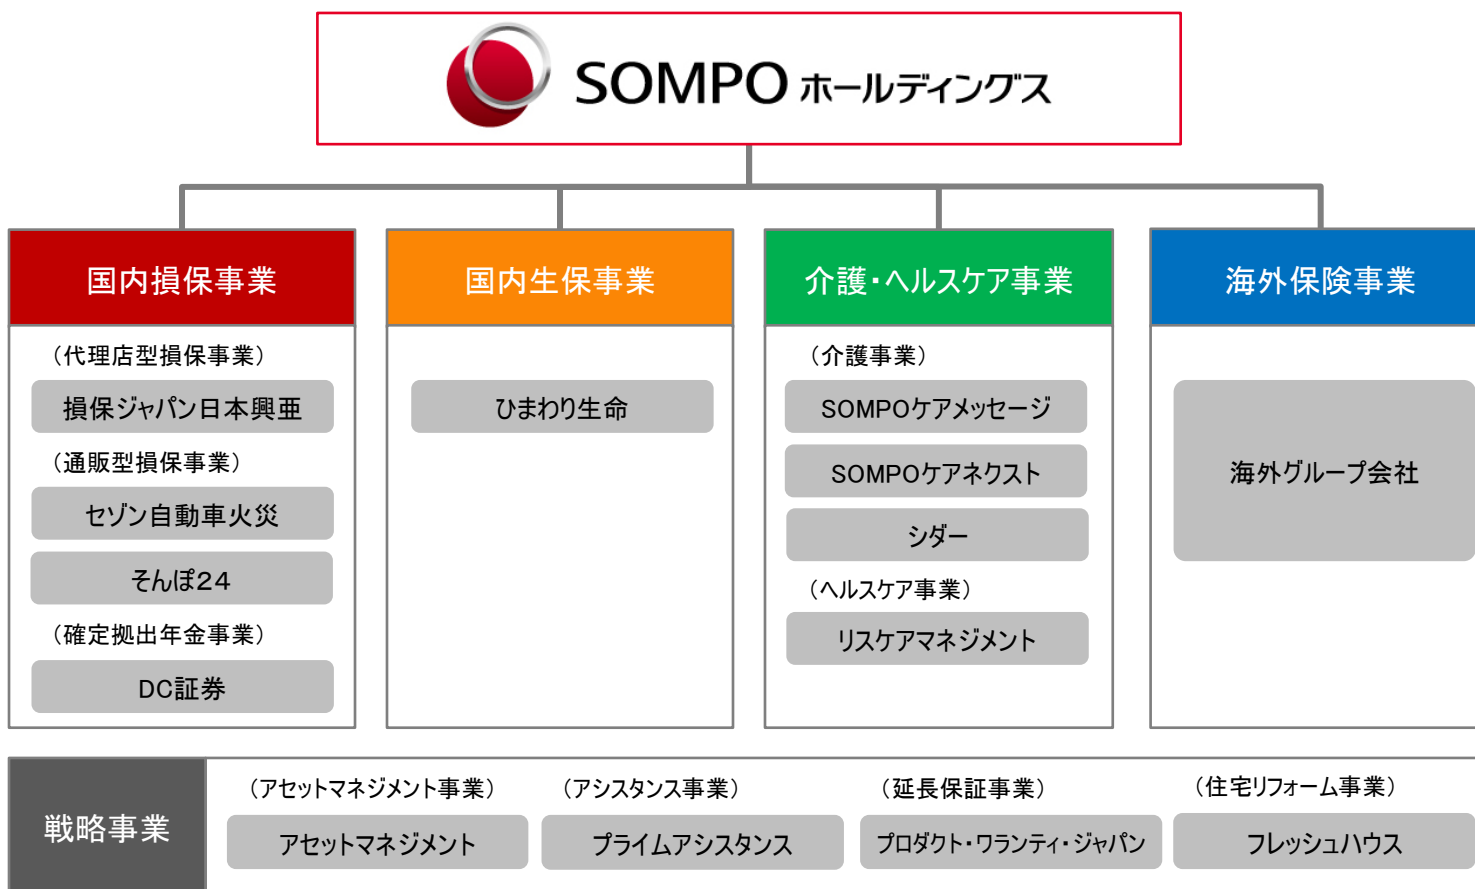 SOMPO ホールディングス
国内損保事業
（代理店型損保事業）
損保ジャパン日本興亜
（通販型損保事業）
セゾン自動車火災
そんぽ２４
（確定拠出年金事業）
DC証券
国内生保事業
ひまわり生命
介護・ヘルスケア事業
（介護事業）
SOMPOケアメッセージ
SOMPOケアネクスト
シダー
（ヘルスケア事業）
リスケアマネジメント
海外保険事業
海外グループ会社
戦略事業
（アセットマネジメント事業）
アセットマネジメント
（アシスタンス事業）
プライムアシスタンス
（延長保証事業）
プロダクト・ワランティ・ジャパン
（住宅リフォーム事業）
フレッシュハウス